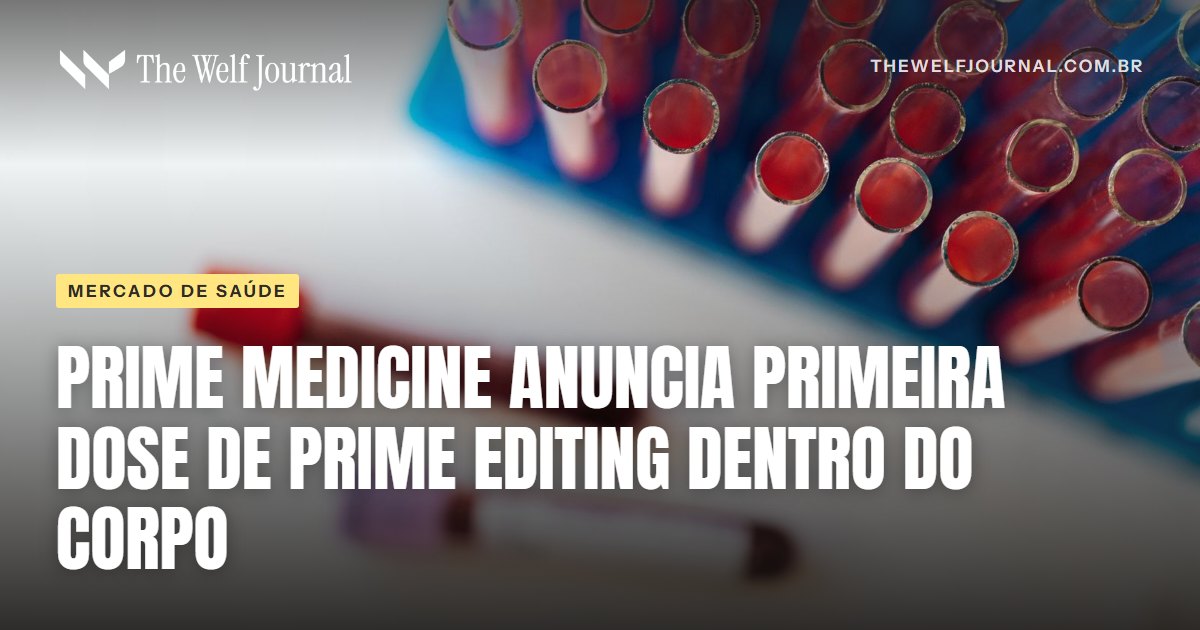 The Welf Journal
THEWELFJOURNAL.COM.BR
MERCADO DE SAÚDE
PRIME MEDICINE ANUNCIA PRIMEIRA
DOSE DE PRIME EDITING DENTRO DO
CORPO